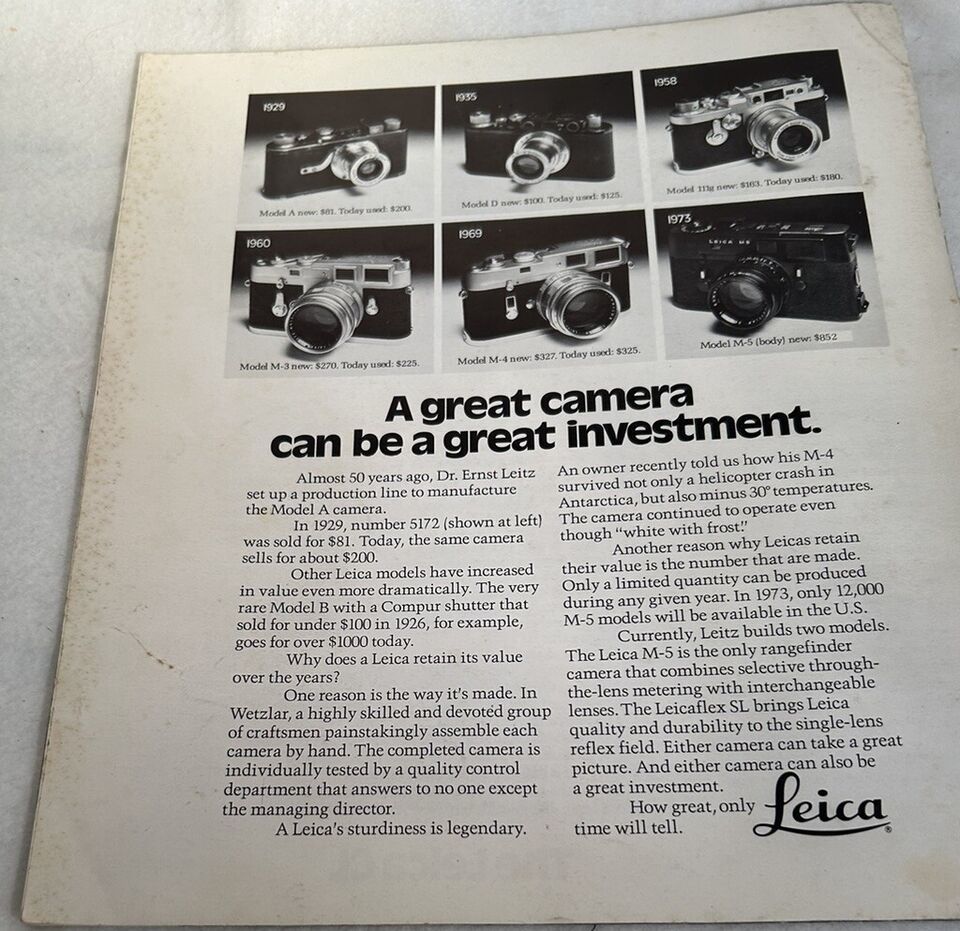 1929
1935
1958
Model A new: $81. Today used: $200.
Model D new: $100. Today used: $125.
Model 111g new: $163. Today used: $180.
1960
1969
1973
LEICA M5
Model M-3 new: $270. Today used: $225.
Model M-4 new: $327. Today used: $325.
Model M-5 (body) new: $852
A great camera
can be a great investment.
Almost 50 years ago, Dr. Ernst Leitz
set up a production line to manufacture
the Model A camera.
In 1929, number 5172 (shown at left)
was sold for $81. Today, the same camera
sells for about $200.
Other Leica models have increased
in value even more dramatically. The very
rare Model B with a Compur shutter that
sold for under $100 in 1926, for example,
goes for over $1000 today.
Why does a Leica retain its value
over the years?
One reason is the way it's made. In
Wetzlar, a highly skilled and devoted group
of craftsmen painstakingly assemble each
camera by hand. The completed camera is
individually tested by a quality control
department that answers to no one except
the managing director.
A Leica's sturdiness is legendary.
An owner recently told us how his M-4
survived not only a helicopter crash in
Antarctica, but also minus 30° temperatures.
The camera continued to operate even
though "white with frost."
Another reason why Leicas retain
their value is the number that are made.
Only a limited quantity can be produced
during any given year. In 1973, only 12,000
M-5 models will be available in the U.S.
Currently, Leitz builds two models.
The Leica M-5 is the only rangefinder
camera that combines selective through-
the-lens metering with interchangeable
lenses. The Leicaflex SL brings Leica
quality and durability to the single-lens
reflex field. Either camera can take a great
picture. And either camera can also be
a great investment.
How great, only
time will tell.
Leica®